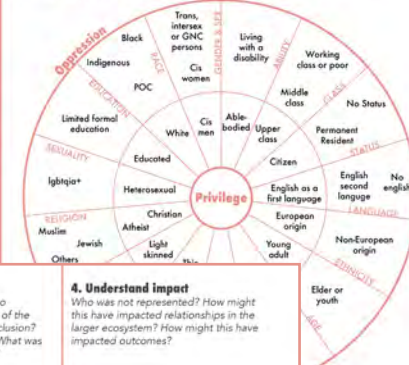 Oppression
Trans,
intersex
or GNC
persons
Cis
women
GENDER & SEX
Living
with a
disability
ABILITY
Working
class or poor
Middle
class
CLASS
No Status
Permanent
Resident
STATUS
Black
Indigenous
POC
RACE
EDUCATION
Limited formal
education
SEXUALITY
lgbtqia+
White
Cis
men
Able-
bodied
Upper
class
Citizen
Educated
Heterosexual
Privilege
English as a
first language
English
second
language
No
english
LANGUAGE
RELIGION
Muslim
Jewish
Others
Christian
Atheist
Light
skinned
European
origin
Non-European
origin
ETHNICITY
Young
adult
Elder or
youth
AGE
of the
clusion?
What was
4. Understand impact
Who was not represented? How might
this have impacted relationships in the
larger ecosystem? How might this have
impacted outcomes?